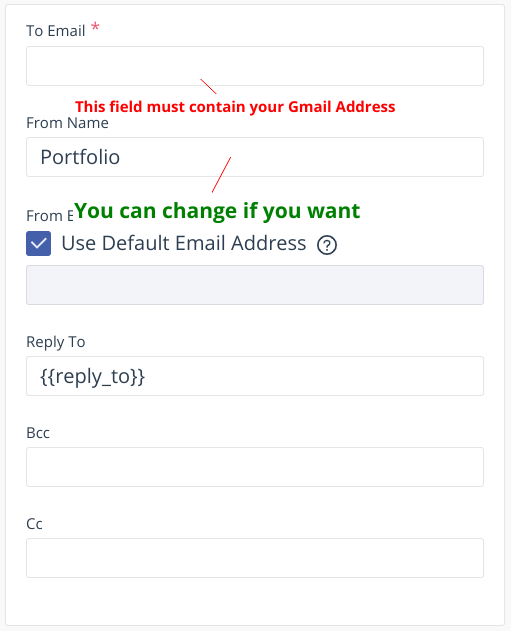 To Email *
This field must contain your Gmail Address
From Name
Portfolio
You can change if you want
From E
Use Default Email Address ?
Reply To
{{reply_to}}
Bcc
Cc